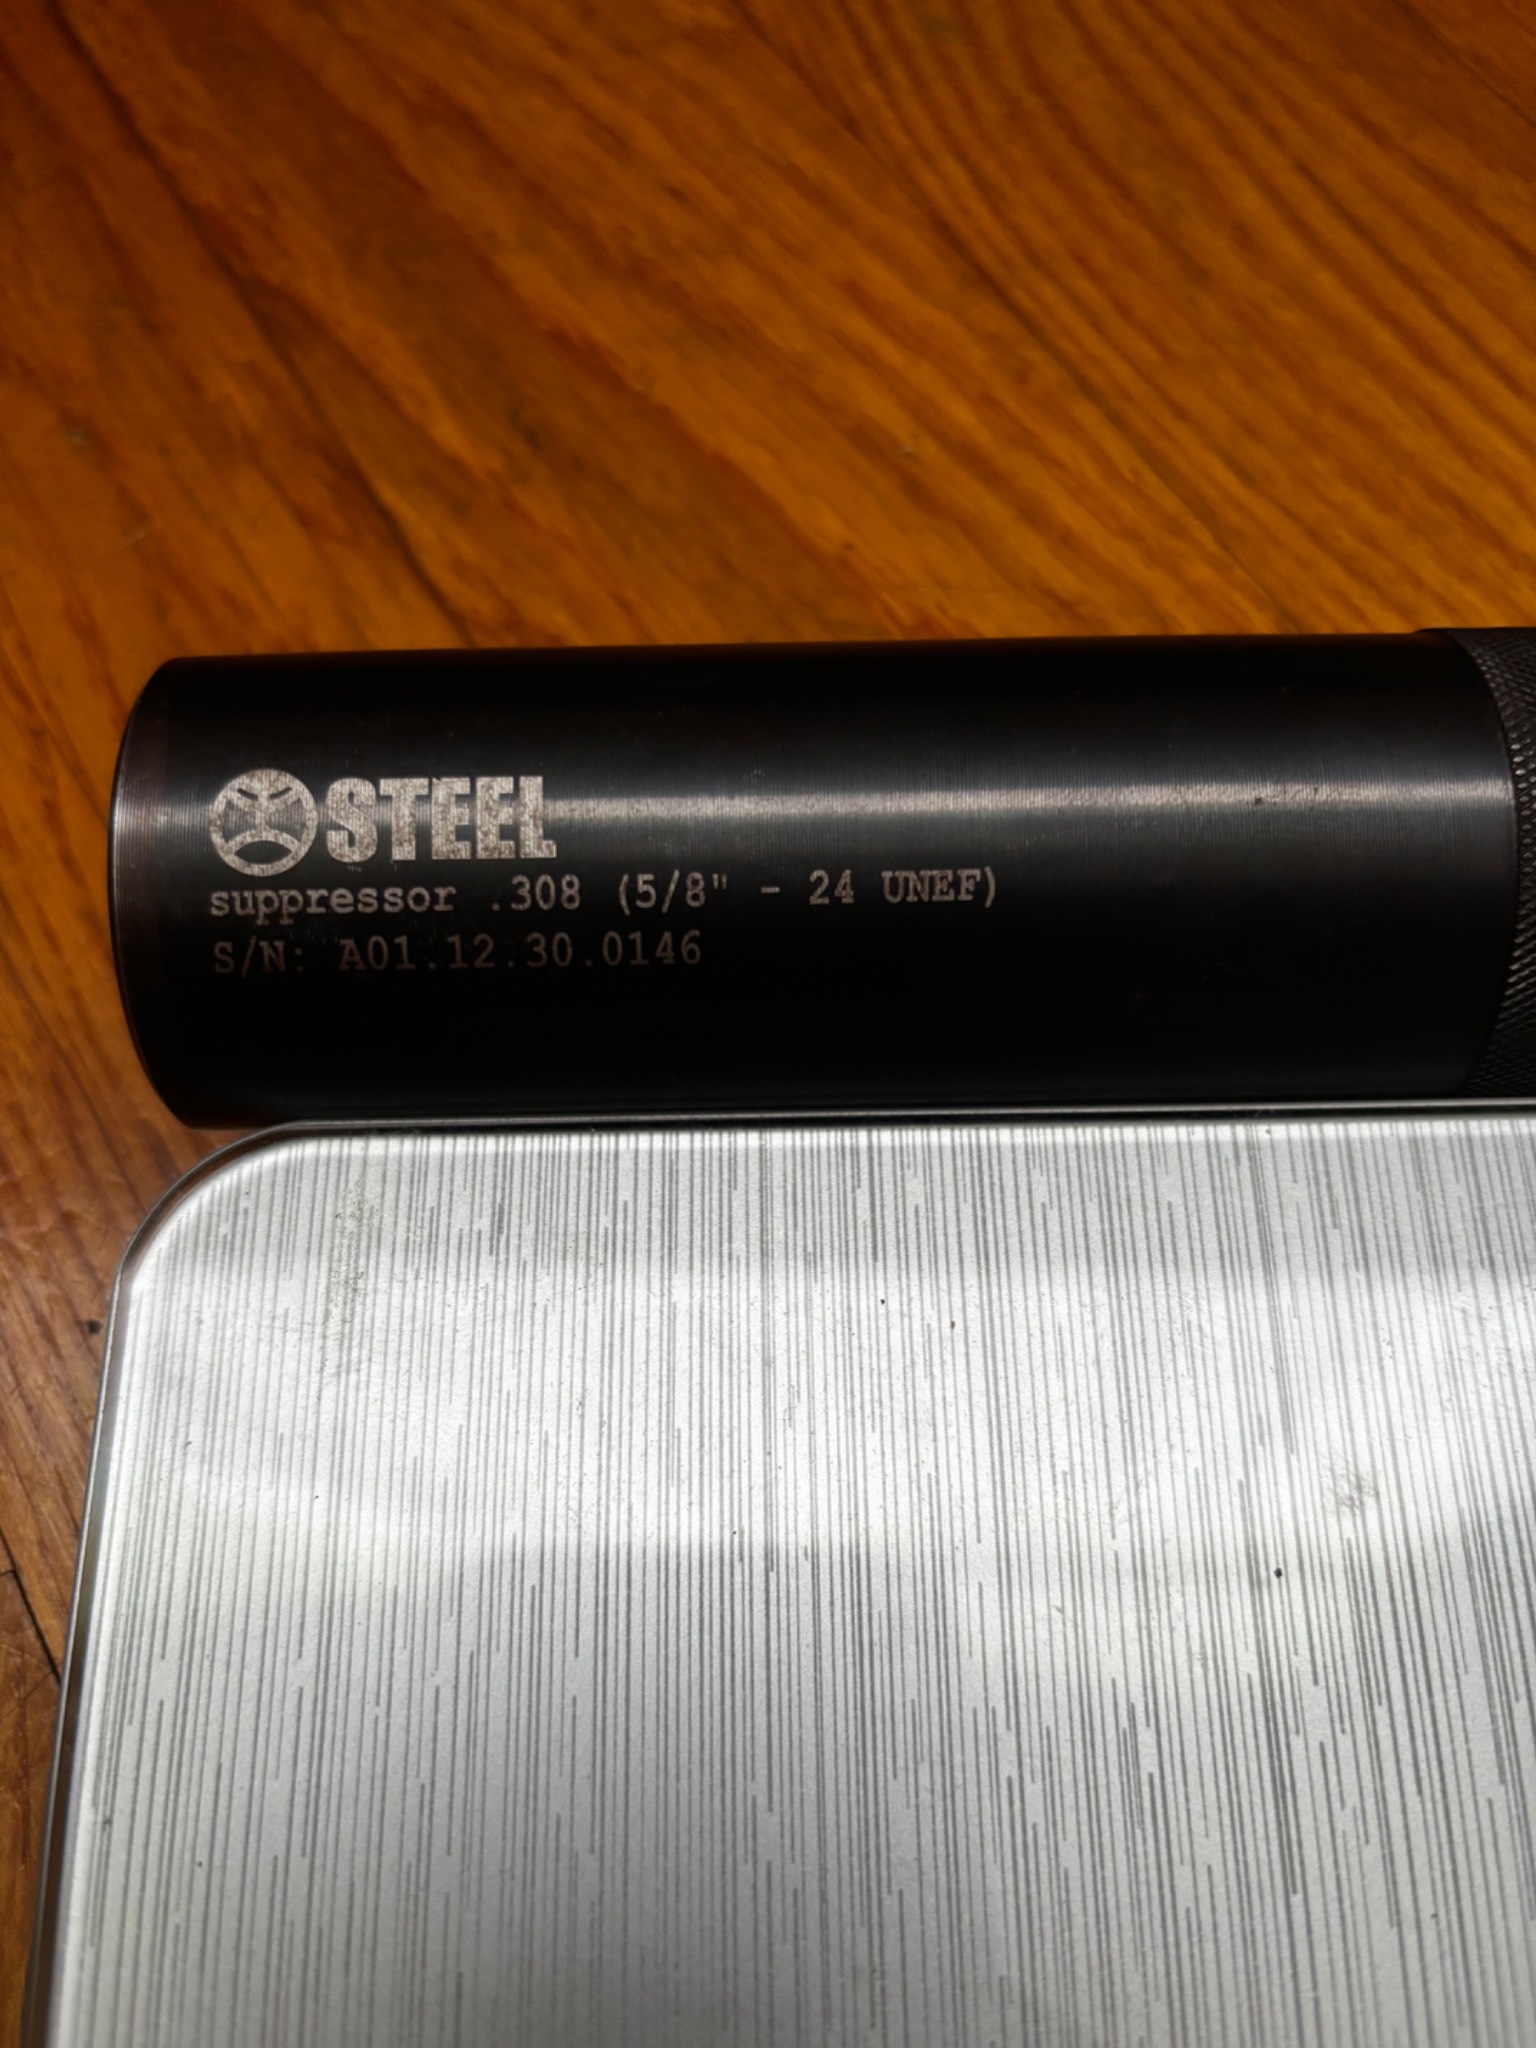 STEEL
suppressor .308 (5/8" - 24 UNEF)
S/N: A01.12.30.0146